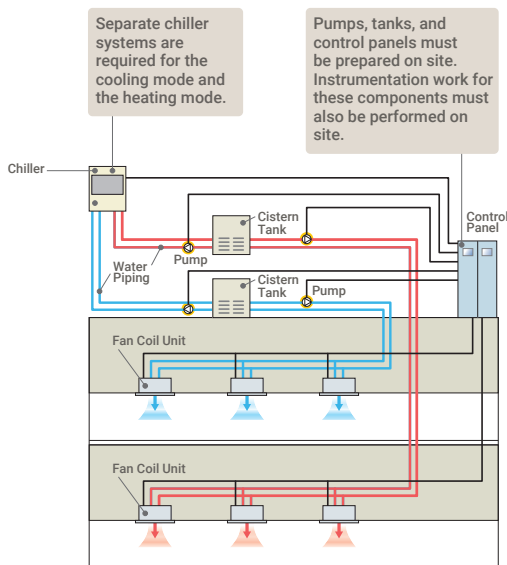 Separate chiller
systems are
required for the
cooling mode and
the heating mode.
Pumps, tanks, and
control panels must
be prepared on site.
Instrumentation work for
these components must
also be performed on
site.
Chiller
Cistern
Tank
Control
Panel
Pump
Water
Piping
Cistern
Tank
Pump
Fan Coil Unit
Fan Coil Unit